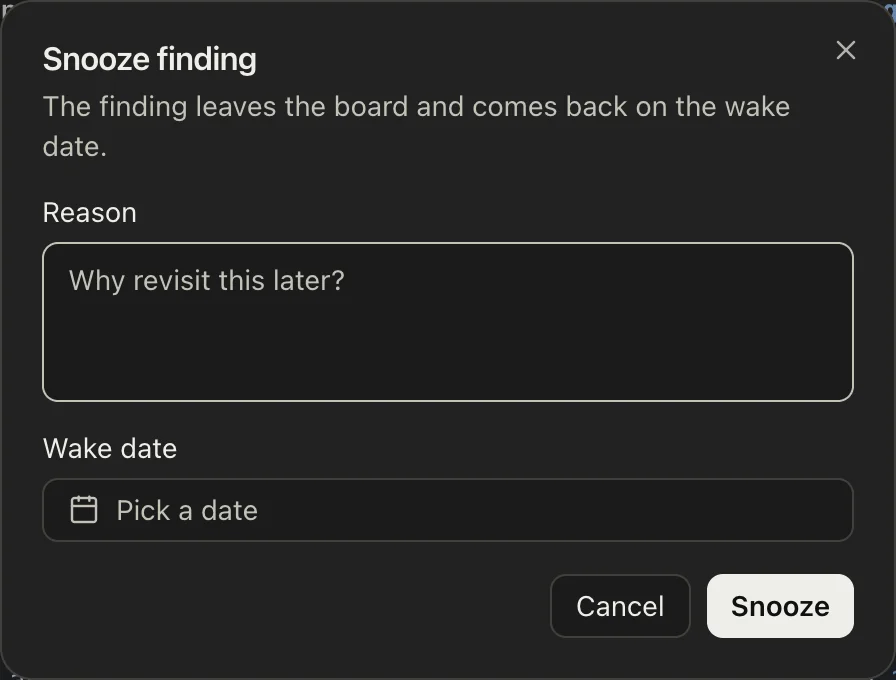 Snooze finding
The finding leaves the board and comes back on the wake
date.
Reason
Why revisit this later?
Wake date
Pick a date
Cancel
Snooze